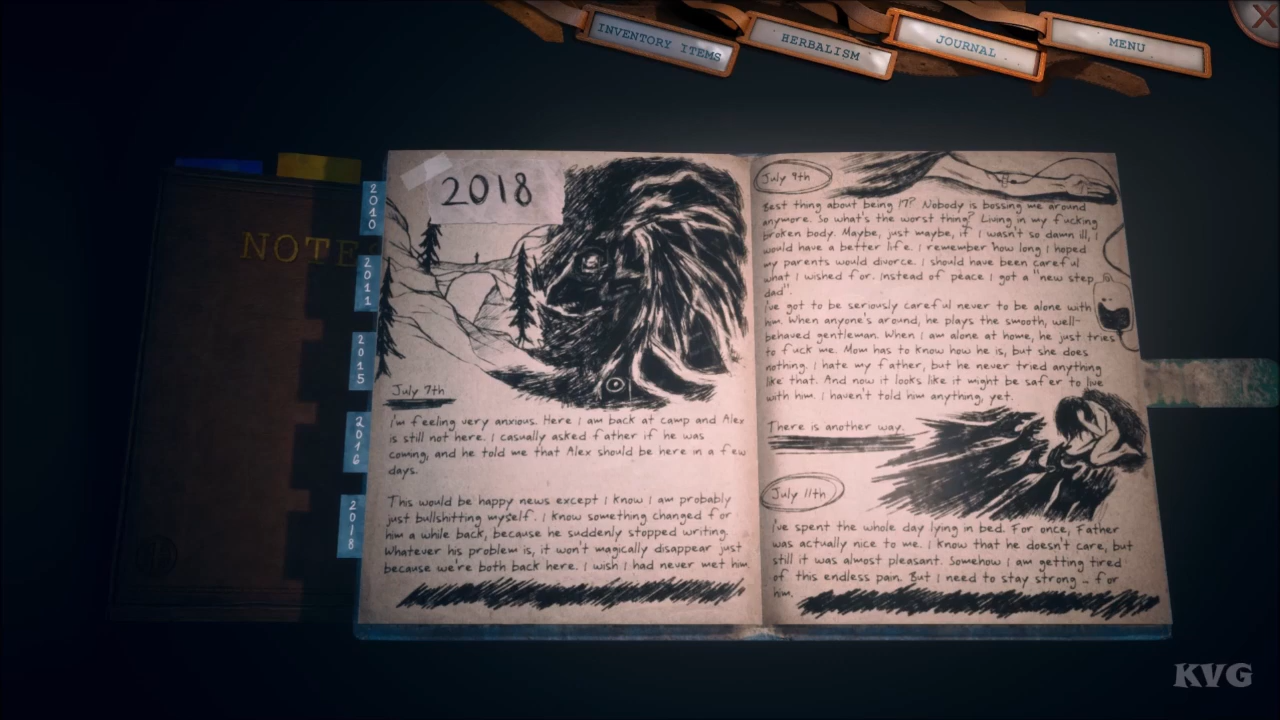 INVENTORY ITEMS
HERBALISM
JOURNAL
MENU
NOTE
2010
2011
2015
2016
2018
2018
July 7th
I'm feeling very anxious. Here I am back at camp and Alex
is still not here. I casually asked father if he was
coming, and he told me that Alex should be here in a few
days.
This would be happy news except I know I am probably
just bullshitting myself. I know something changed for
him a while back, because he suddenly stopped writing.
Whatever his problem is, it won't magically disappear just
because we're both back here. I wish I had never met him.
July 9th
Best thing about being 17? Nobody is bossing me around
anymore. So what's the worst thing? Living in my fucking
broken body. Maybe, just maybe, if I wasn't so damn ill, I
would have a better life. I remember how long I hoped
my parents would divorce. I should have been careful
what I wished for. Instead of peace I got a "new step
dad".
I've got to be seriously careful never to be alone with
him. When anyone's around, he plays the smooth, well-
behaved gentleman. When I am alone at home, he just tries
to fuck me. Mom has to know how he is, but she does
nothing. I hate my father, but he never tried anything
like that. And now it looks like it might be safer to live
with him. I haven't told him anything, yet.
There is another way.
July 11th
I've spent the whole day lying in bed. For once, Father
was actually nice to me. I know that he doesn't care, but
still it was almost pleasant. Somehow I am getting tired
of this endless pain. But I need to stay strong - for
him.
KVG